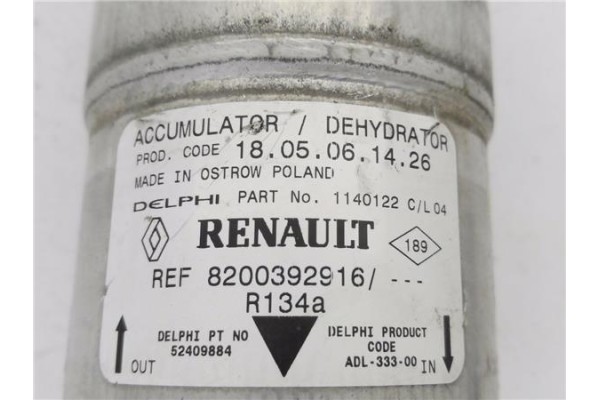 ACCUMULATOR / DEHYDRATOR
PROD. CODE 18.05.06.14.26
MADE IN OSTROW POLAND
DELPHI PART No. 1140122 C/L 04
RENAULT 189
REF 8200392916/ ---
R134a
DELPHI PT NO
52409884
DELPHI PRODUCT
CODE
ADL-333-00
OUT
IN